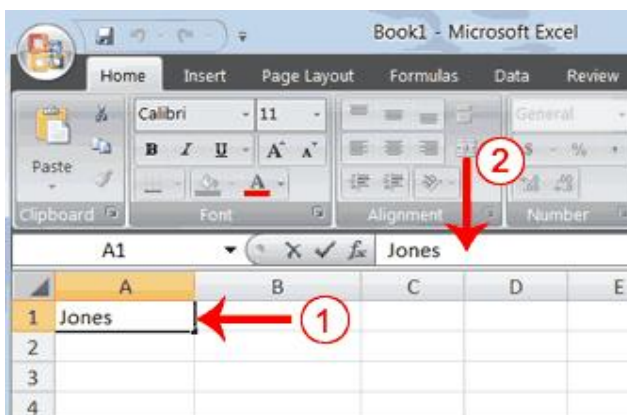 Book1 - Microsoft Excel
Home Insert Page Layout Formulas Data Review
Calibri 11 General
B I U A A $ % ,
Paste
A
Clipboard Font Alignment Number
2
A1 fx Jones
A B C D E
1 Jones 1
2
3
4